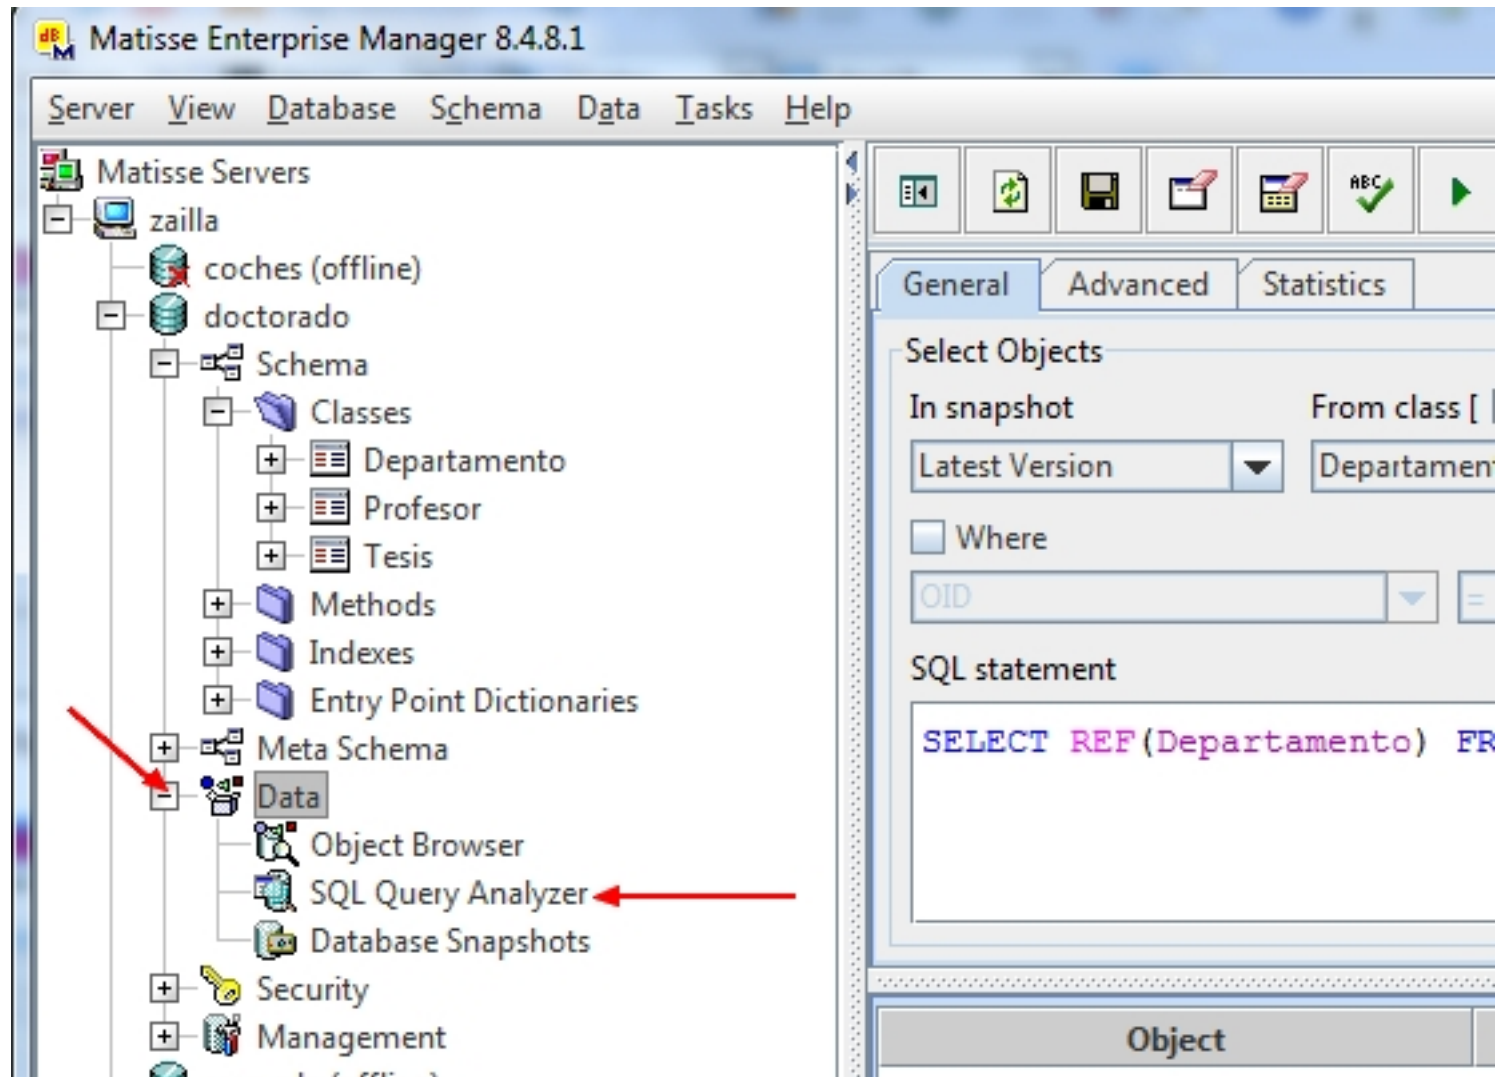 Matisse Enterprise Manager 8.4.8.1
Server View Database Schema Data Tasks Help
Matisse Servers
zailla
coches (offline)
doctorado
Schema
Classes
Departamento
Profesor
Tesis
Methods
Indexes
Entry Point Dictionaries
Meta Schema
Data
Object Browser
SQL Query Analyzer
Database Snapshots
Security
Management
ABC
General Advanced Statistics
Select Objects
In snapshot From class [
Latest Version Departament
Where
OID =
SQL statement
SELECT REF(Departamento) FR
Object